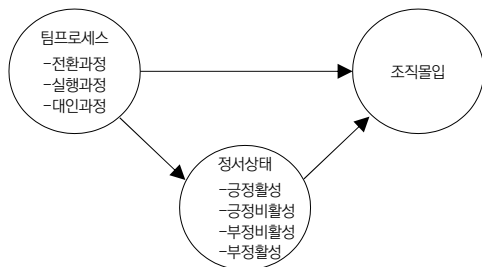 팀프로세스
-전환과정
-실행과정
-대인과정
조직몰입
정서상태
-긍정활성
-긍정비활성
-부정비활성
-부정활성